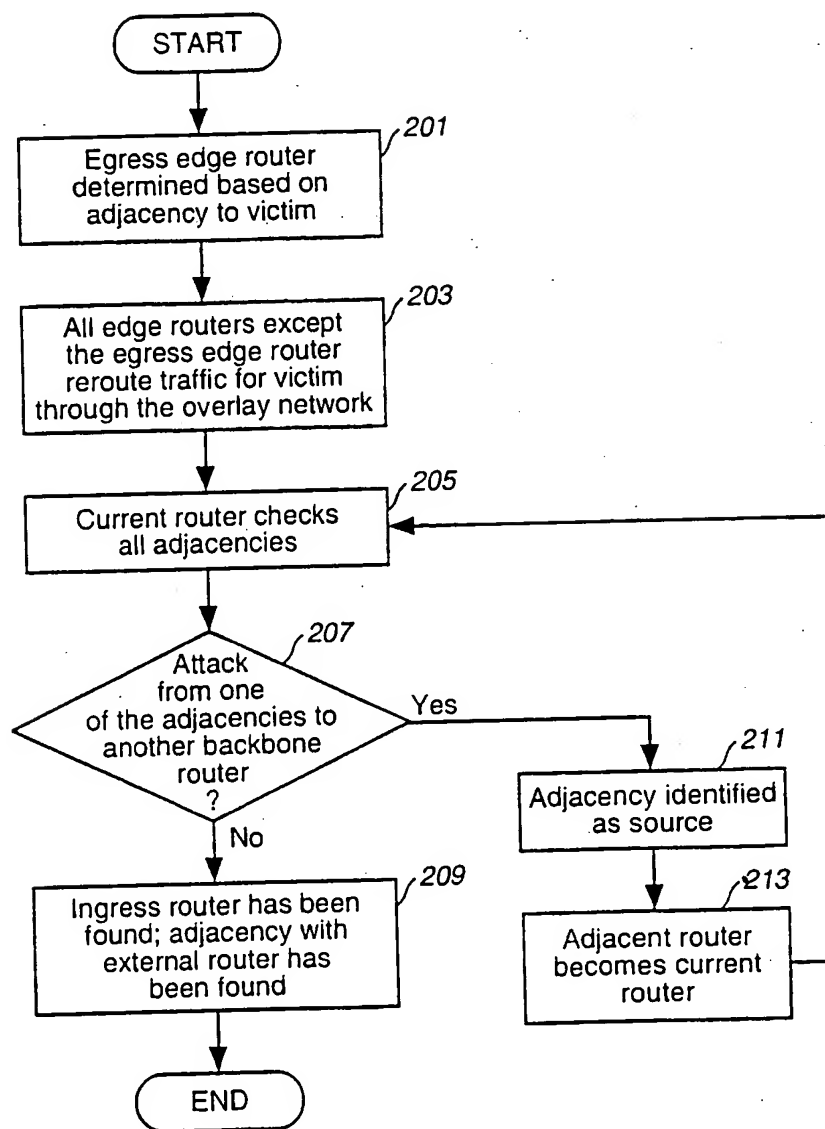 START
201
Egress edge router
determined based on
adjacency to victim
203
All edge routers except
the egress edge router
reroute traffic for victim
through the overlay network
205
Current router checks
all adjacencies
207
Attack
from one
of the adjacencies to
another backbone
router
?
Yes
No
211
Adjacency identified
as source
209
Ingress router has been
found; adjacency with
external router has
been found
213
Adjacent router
becomes current
router
END